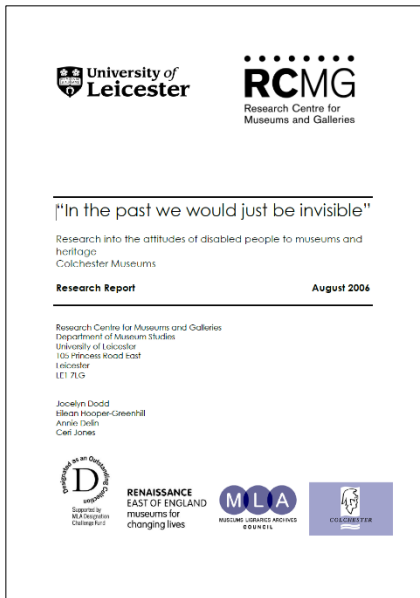 University of
Leicester
RCMG
Research Centre for
Museums and Galleries
"In the past we would just be invisible"
Research into the attitudes of disabled people to museums and
heritage
Colchester Museums
Research Report August 2006
Research Centre for Museums and Galleries
Department of Museum Studies
University of Leicester
105 Princess Road East
Leicester
LE1 7LG
Jocelyn Dodd
Eilean Hooper-Greenhill
Annie Delin
Ceri Jones
Designated as an Outstanding Collection
D
Supported by
MLA Designation
Challenge Fund
RENAISSANCE
EAST OF ENGLAND
museums for
changing lives
MLA
MUSEUMS LIBRARIES ARCHIVES
COUNCIL
COLCHESTER